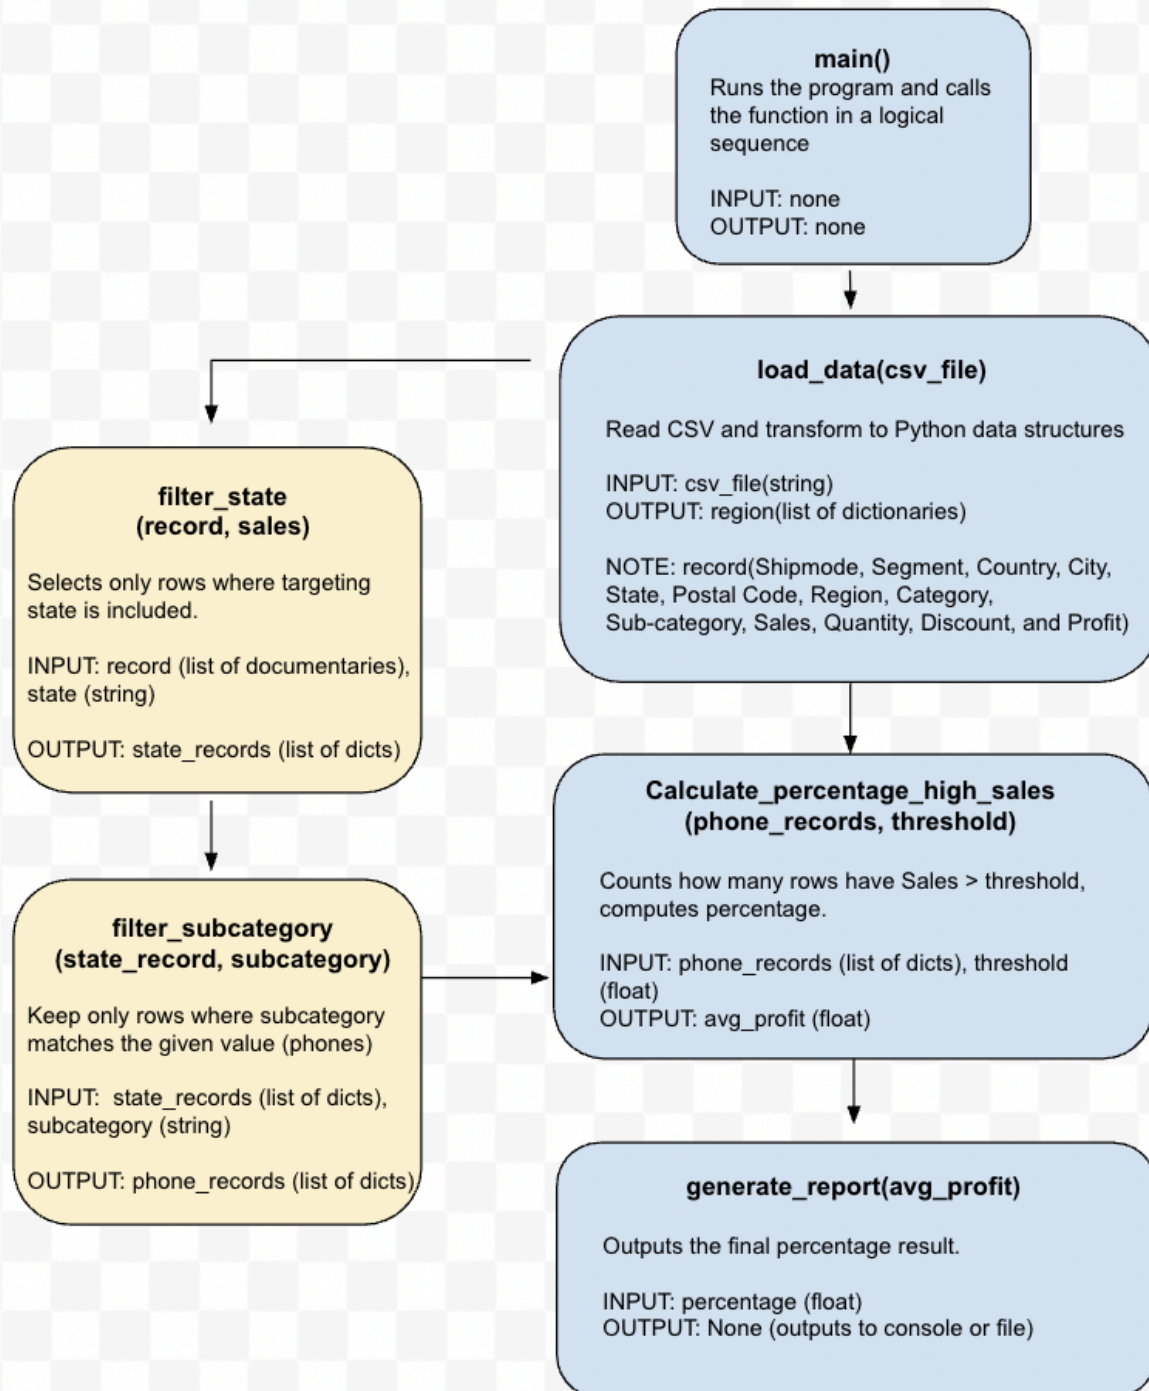 main()
Runs the program and calls
the function in a logical
sequence
INPUT: none
OUTPUT: none
load_data(csv_file)
Read CSV and transform to Python data structures
INPUT: csv_file(string)
OUTPUT: region(list of dictionaries)
NOTE: record(Shipmode, Segment, Country, City,
State, Postal Code, Region, Category,
Sub-category, Sales, Quantity, Discount, and Profit)
filter_state
(record, sales)
Selects only rows where targeting
state is included.
INPUT: record (list of documentaries),
state (string)
OUTPUT: state_records (list of dicts)
filter_subcategory
(state_record, subcategory)
Keep only rows where subcategory
matches the given value (phones)
INPUT:  state_records (list of dicts),
subcategory (string)
OUTPUT: phone_records (list of dicts)
Calculate_percentage_high_sales
(phone_records, threshold)
Counts how many rows have Sales > threshold,
computes percentage.
INPUT: phone_records (list of dicts), threshold
(float)
OUTPUT: avg_profit (float)
generate_report(avg_profit)
Outputs the final percentage result.
INPUT: percentage (float)
OUTPUT: None (outputs to console or file)